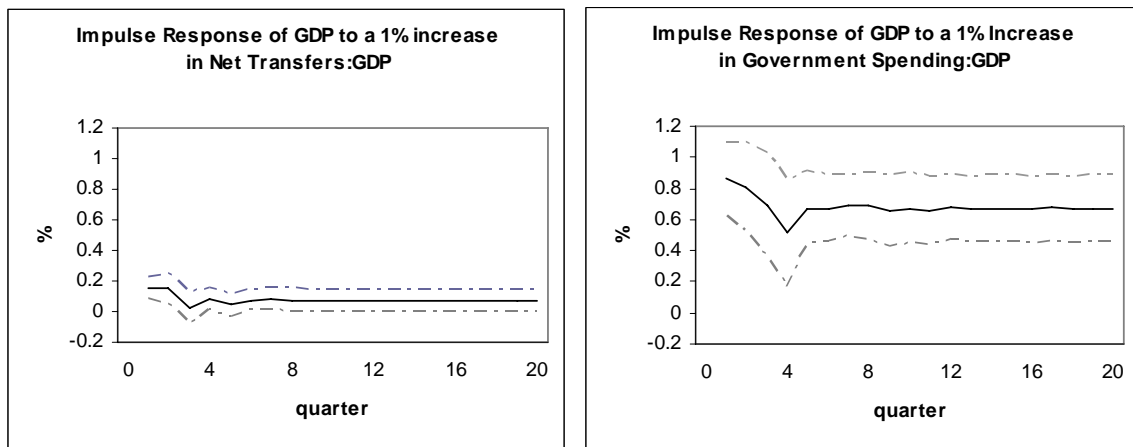 Impulse Response of GDP to a 1% increase
in Net Transfers:GDP
1.2
1
0.8
0.6
0.4
0.2
0
-0.2
%
0 4 8 12 16 20
quarter
Impulse Response of GDP to a 1% Increase
in Government Spending:GDP
1.2
1
0.8
0.6
0.4
0.2
0
-0.2
%
0 4 8 12 16 20
quarter